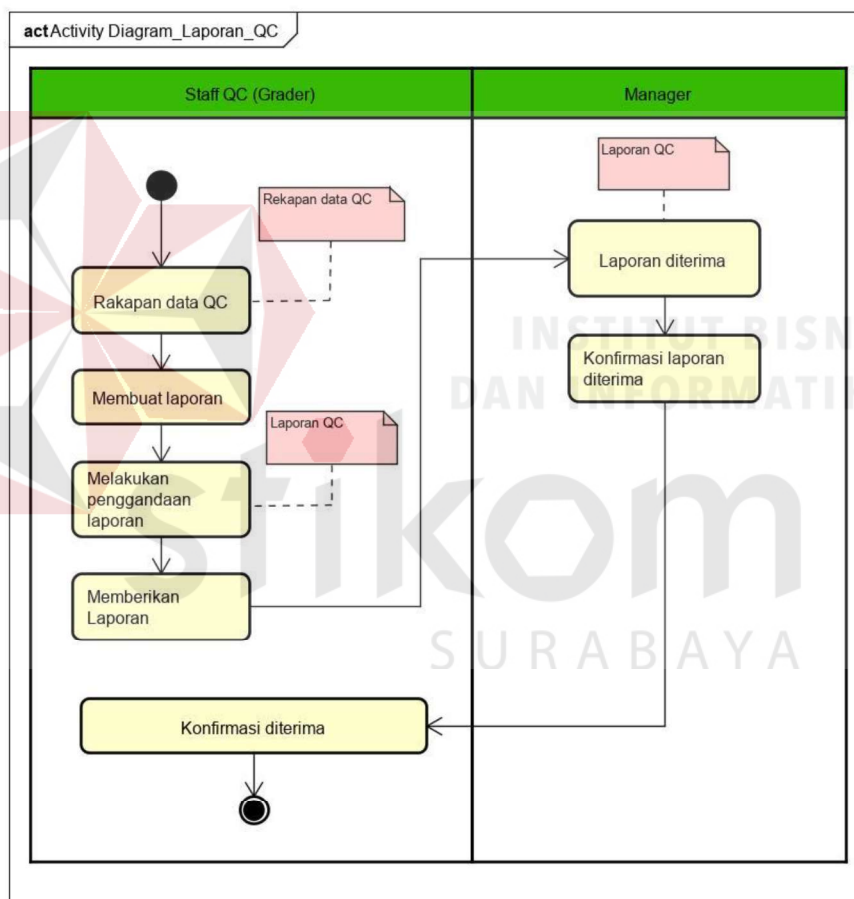 act Activity Diagram_Laporan_QC
Staff QC (Grader)
Manager
Rekapan data QC
Rakapan data QC
Membuat laporan
Laporan QC
Melakukan
penggandaan
laporan
Memberikan
Laporan
Laporan QC
Laporan diterima
Konfirmasi laporan
diterima
Konfirmasi diterima
INSTITUT BISN
DAN INFORMATI
stikom
SURABAYA